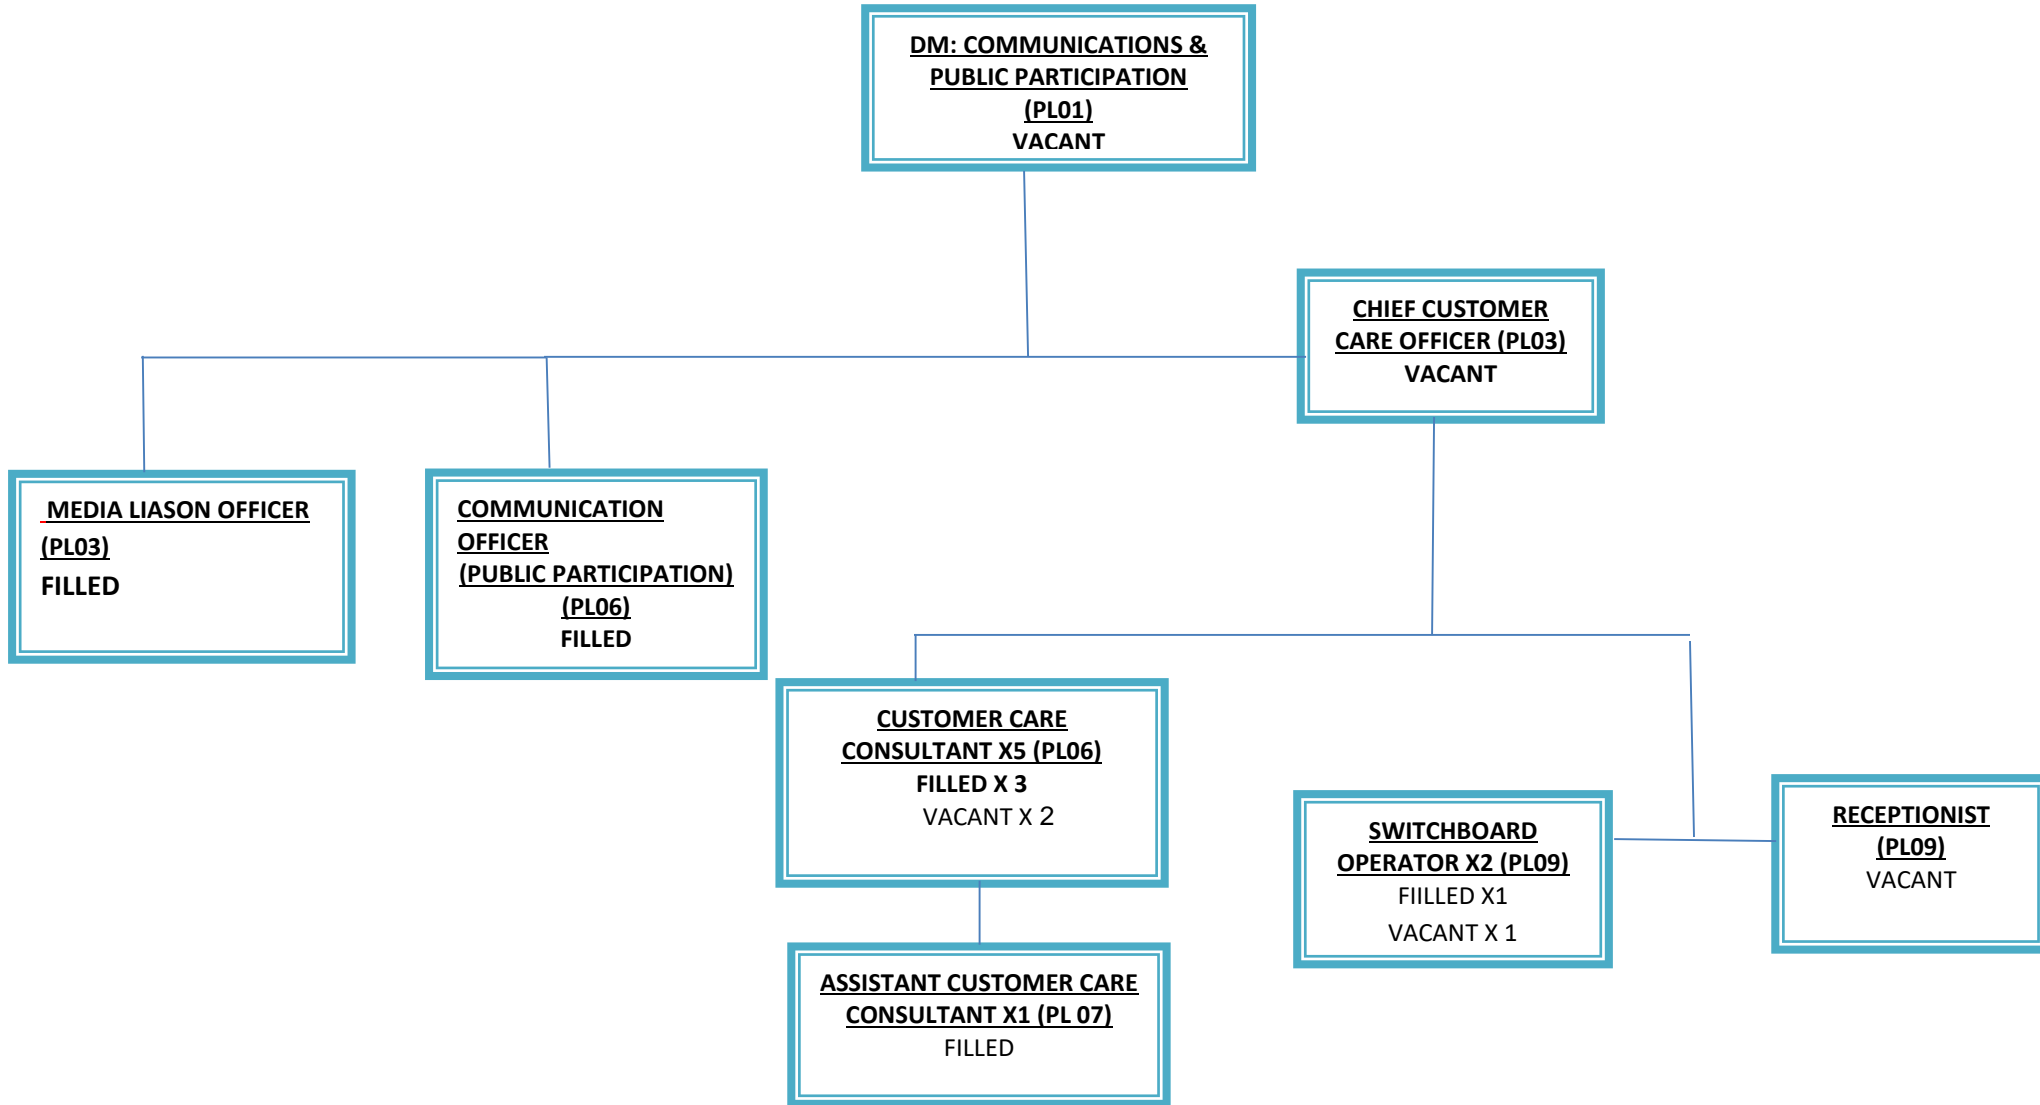 DM: COMMUNICATIONS &
PUBLIC PARTICIPATION
(PL01)
VACANT
CHIEF CUSTOMER
CARE OFFICER (PL03)
VACANT
MEDIA LIASON OFFICER
(PL03)
FILLED
COMMUNICATION
OFFICER
(PUBLIC PARTICIPATION)
(PL06)
FILLED
CUSTOMER CARE
CONSULTANT X5 (PL06)
FILLED X 3
VACANT X 2
SWITCHBOARD
OPERATOR X2 (PL09)
FIILLED X1
VACANT X 1
RECEPTIONIST
(PL09)
VACANT
ASSISTANT CUSTOMER CARE
CONSULTANT X1 (PL 07)
FILLED